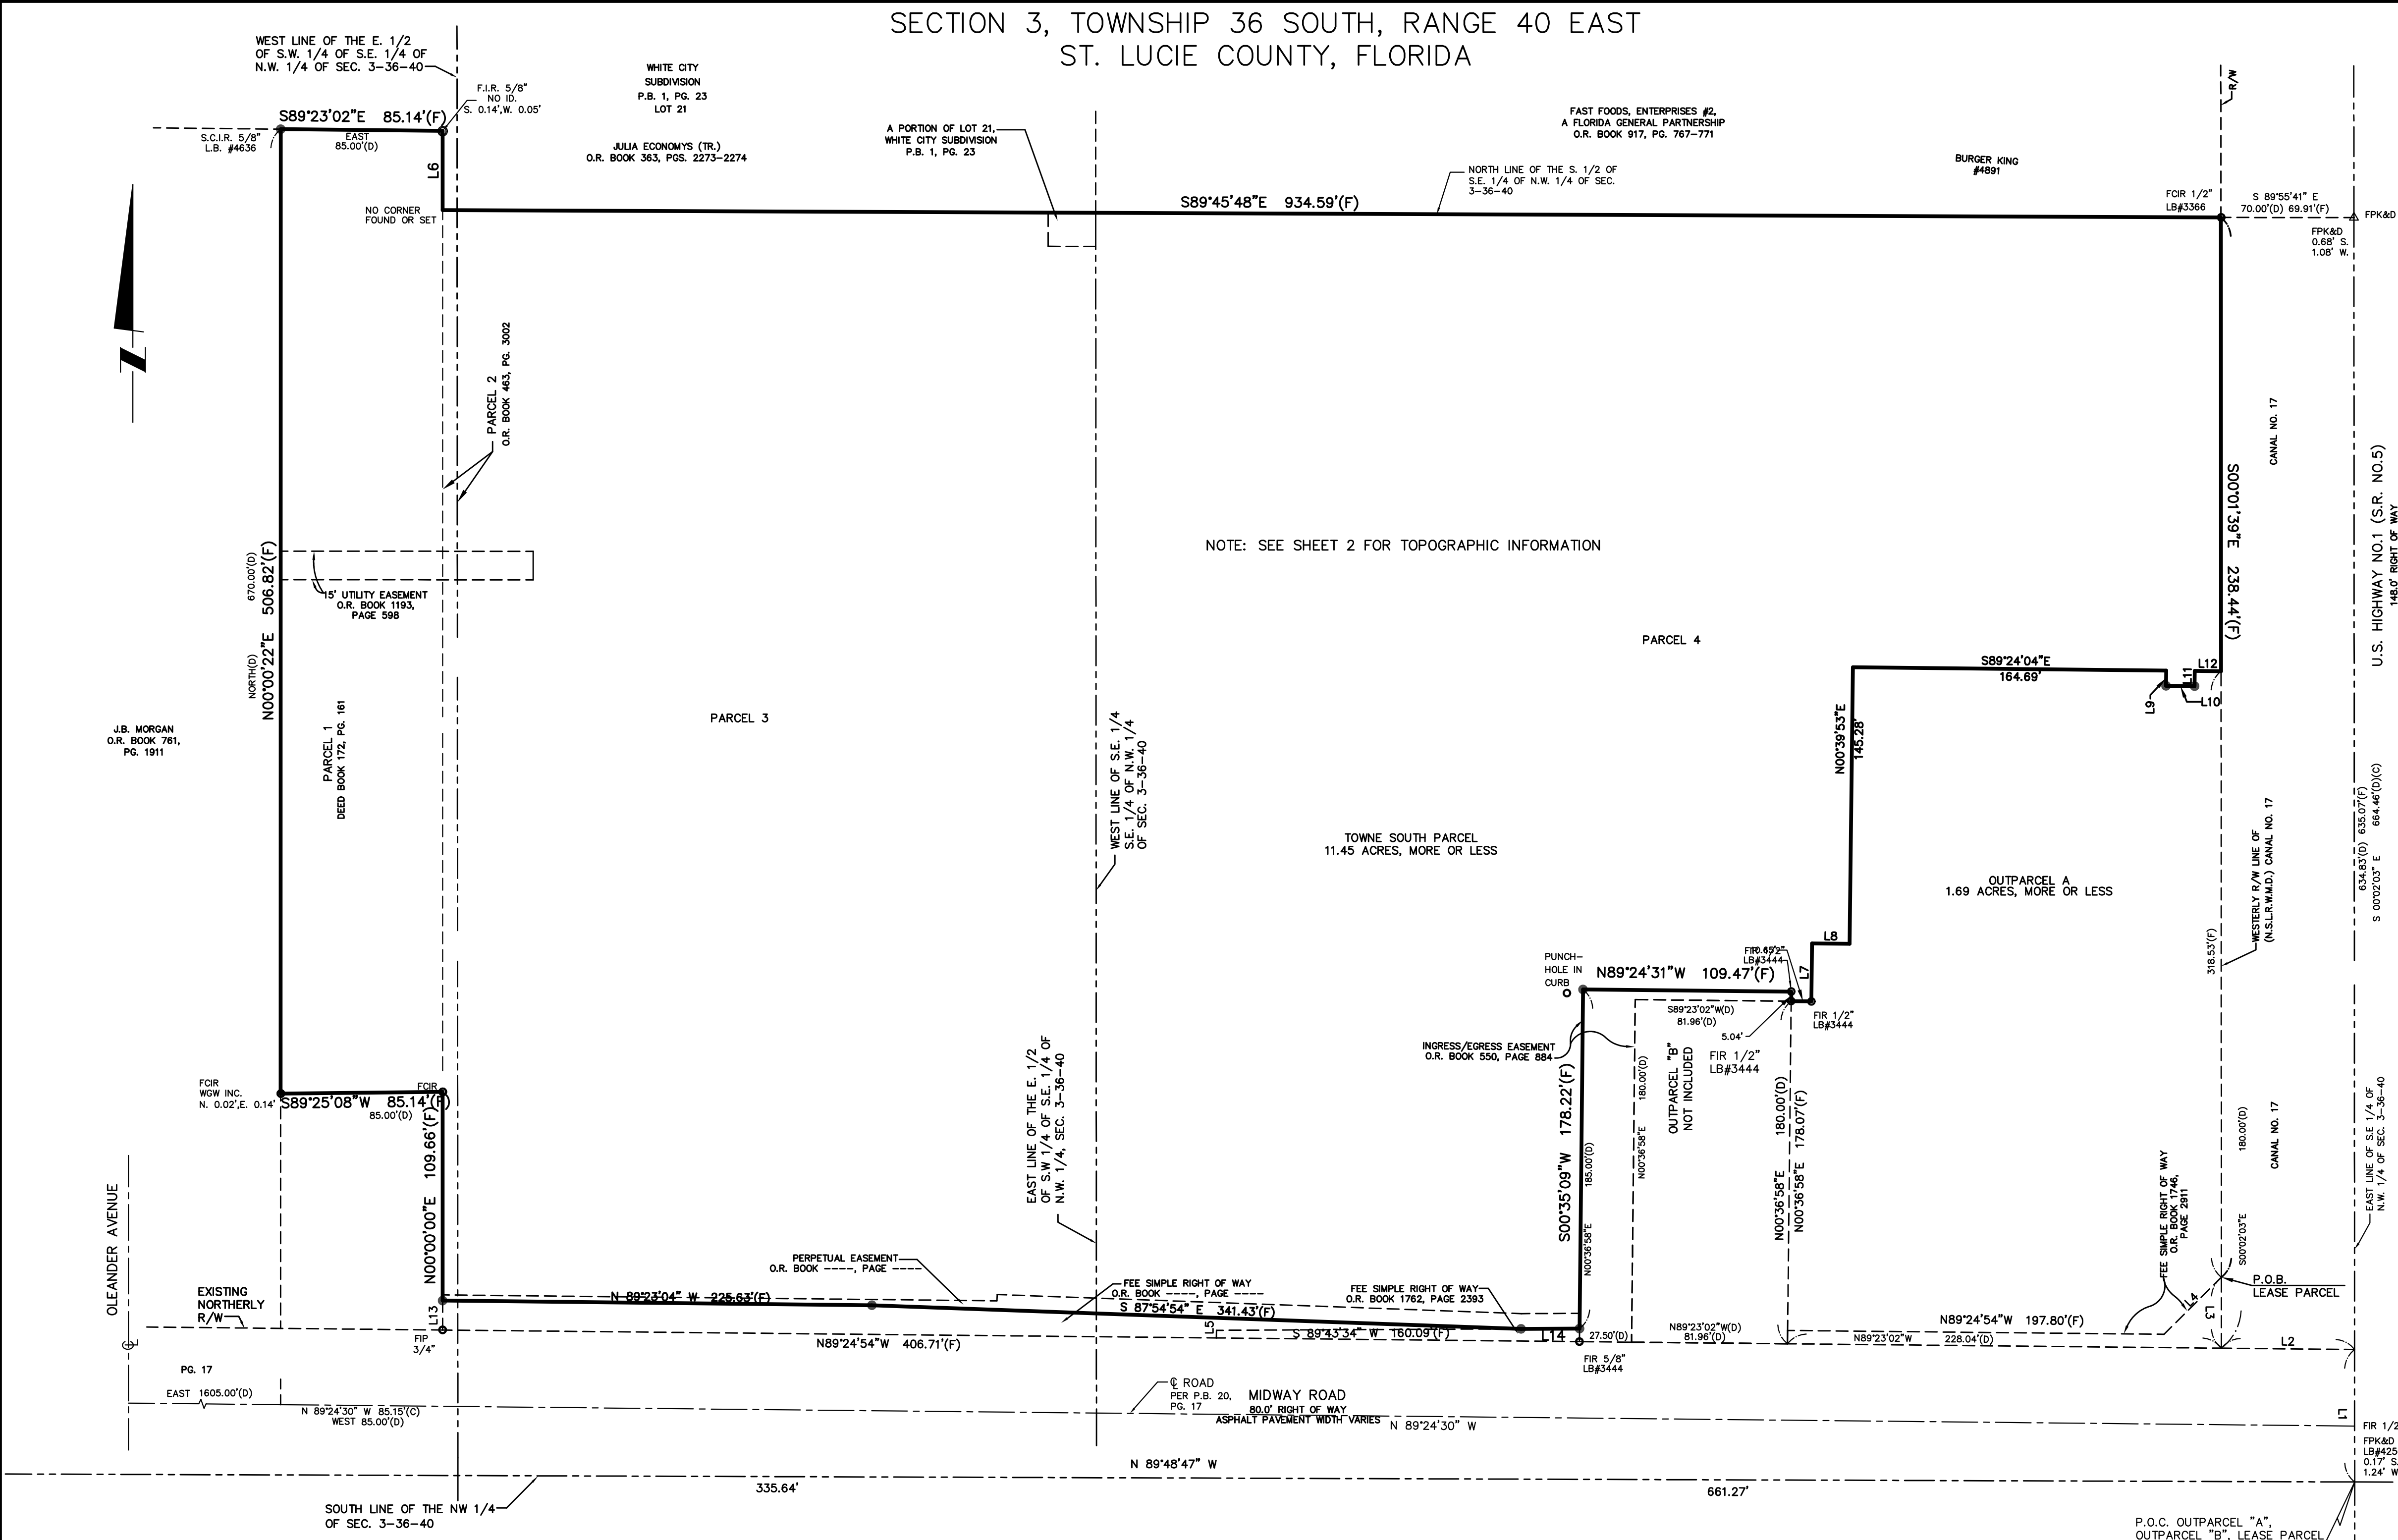 SECTION 3, TOWNSHIP 36 SOUTH, RANGE 40 EAST
ST. LUCIE COUNTY, FLORIDA
WEST LINE OF THE E. 1/2
OF S.W. 1/4 OF S.E. 1/4 OF
N.W. 1/4 OF SEC. 3-36-40
F.I.R. 5/8"
NO ID.
S. 0.14',W. 0.05'
WHITE CITY
SUBDIVISION
P.B. 1, PG. 23
LOT 21
S89°23'02"E 85.14'(F)
EAST
85.00'(D)
S.C.I.R. 5/8"
L.B. #4636
L6
JULIA ECONOMYS (TR.)
O.R. BOOK 363, PGS. 2273-2274
A PORTION OF LOT 21,
WHITE CITY SUBDIVISION
P.B. 1, PG. 23
FAST FOODS, ENTERPRISES #2,
A FLORIDA GENERAL PARTNERSHIP
O.R. BOOK 917, PG. 767-771
NORTH LINE OF THE S. 1/2 OF
S.E. 1/4 OF N.W. 1/4 OF SEC.
3-36-40
BURGER KING
#4891
R/W
FCIR 1/2"
LB#3366
S 89°55'41" E
70.00'(D) 69.91'(F)
FPK&D
FPK&D
0.68' S.
1.08' W.
NO CORNER
FOUND OR SET
S89°45'48"E 934.59'(F)
PARCEL 2
O.R. BOOK 463, PG. 3002
CANAL NO. 17
S00°01'39"E 238.44'(F)
U.S. HIGHWAY NO.1 (S.R. NO.5)
148.0' RIGHT OF WAY
NOTE: SEE SHEET 2 FOR TOPOGRAPHIC INFORMATION
670.00'(D)
NORTH(D)
N00°00'22"E 506.82'(F)
15' UTILITY EASEMENT
O.R. BOOK 1193,
PAGE 598
PARCEL 4
S89°24'04"E
164.69'
L9
L11
L10
L12
J.B. MORGAN
O.R. BOOK 761,
PG. 1911
PARCEL 1
DEED BOOK 172, PG. 161
PARCEL 3
WEST LINE OF S.E. 1/4
S.E. 1/4 OF N.W. 1/4
OF SEC. 3-36-40
N00°39'53"E
145.28'
TOWNE SOUTH PARCEL
11.45 ACRES, MORE OR LESS
OUTPARCEL A
1.69 ACRES, MORE OR LESS
WESTERLY R/W LINE OF
(N.S.L.R.W.M.D.) CANAL NO. 17
318.53'(F)
634.83'(D) 635.07'(F)
S 00°02'03" E 664.46'(D)(C)
PUNCH-
HOLE IN
CURB
N89°24'31"W 109.47'(F)
LB#3444
L7
L8
S89°23'02"W(D)
81.96'(D)
5.04'
FIR 1/2"
LB#3444
FIR 1/2"
LB#3444
INGRESS/EGRESS EASEMENT
O.R. BOOK 550, PAGE 884
OUTPARCEL "B"
NOT INCLUDED
S00°35'09"W 178.22'(F)
N00°36'58"E 185.00'(D)
N00°36'58"E 180.00'(D)
N00°36'58"E 180.00'(D)
N00°36'58"E 178.07'(F)
EAST LINE OF THE E. 1/2
OF S.W 1/4 OF S.E. 1/4 OF
N.W. 1/4, SEC. 3-36-40
FCIR
WGW INC.
N. 0.02',E. 0.14'
FCIR
S89°25'08"W 85.14'(F)
85.00'(D)
N00°00'00"E 109.66'(F)
OLEANDER AVENUE
EXISTING
NORTHERLY
R/W
L13
FIP
3/4"
PERPETUAL EASEMENT
O.R. BOOK ----, PAGE ----
N 89°23'04" W 225.63'(F)
FEE SIMPLE RIGHT OF WAY
O.R. BOOK ----, PAGE ----
S 87°54'54" E 341.43'(F)
FEE SIMPLE RIGHT OF WAY
O.R. BOOK 1762, PAGE 2393
L5
S 89°43'34" W 160.09'(F)
L14
27.50'(D)
FIR 5/8"
LB#3444
N89°23'02"W(D)
81.96'(D)
N89°24'54"W 406.71'(F)
FEE SIMPLE RIGHT OF WAY
O.R. BOOK 1746,
PAGE 2911
N89°24'54"W 197.80'(F)
N89°23'02"W 228.04'(D)
L4
L3
L2
P.O.B.
LEASE PARCEL
S00°02'03"E 180.00'(D)
CANAL NO. 17
EAST LINE OF S.E 1/4 OF
N.W. 1/4 OF SEC. 3-36-40
PG. 17
EAST 1605.00'(D)
N 89°24'30" W 85.15'(C)
WEST 85.00'(D)
℄ ROAD
PER P.B. 20,
PG. 17
MIDWAY ROAD
80.0' RIGHT OF WAY
ASPHALT PAVEMENT WIDTH VARIES
N 89°24'30" W
L1
FIR 1/2
FPK&D
LB#425
0.17' S.
1.24' W
N 89°48'47" W
335.64'
661.27'
SOUTH LINE OF THE NW 1/4
OF SEC. 3-36-40
P.O.C. OUTPARCEL "A",
OUTPARCEL "B", LEASE PARCEL